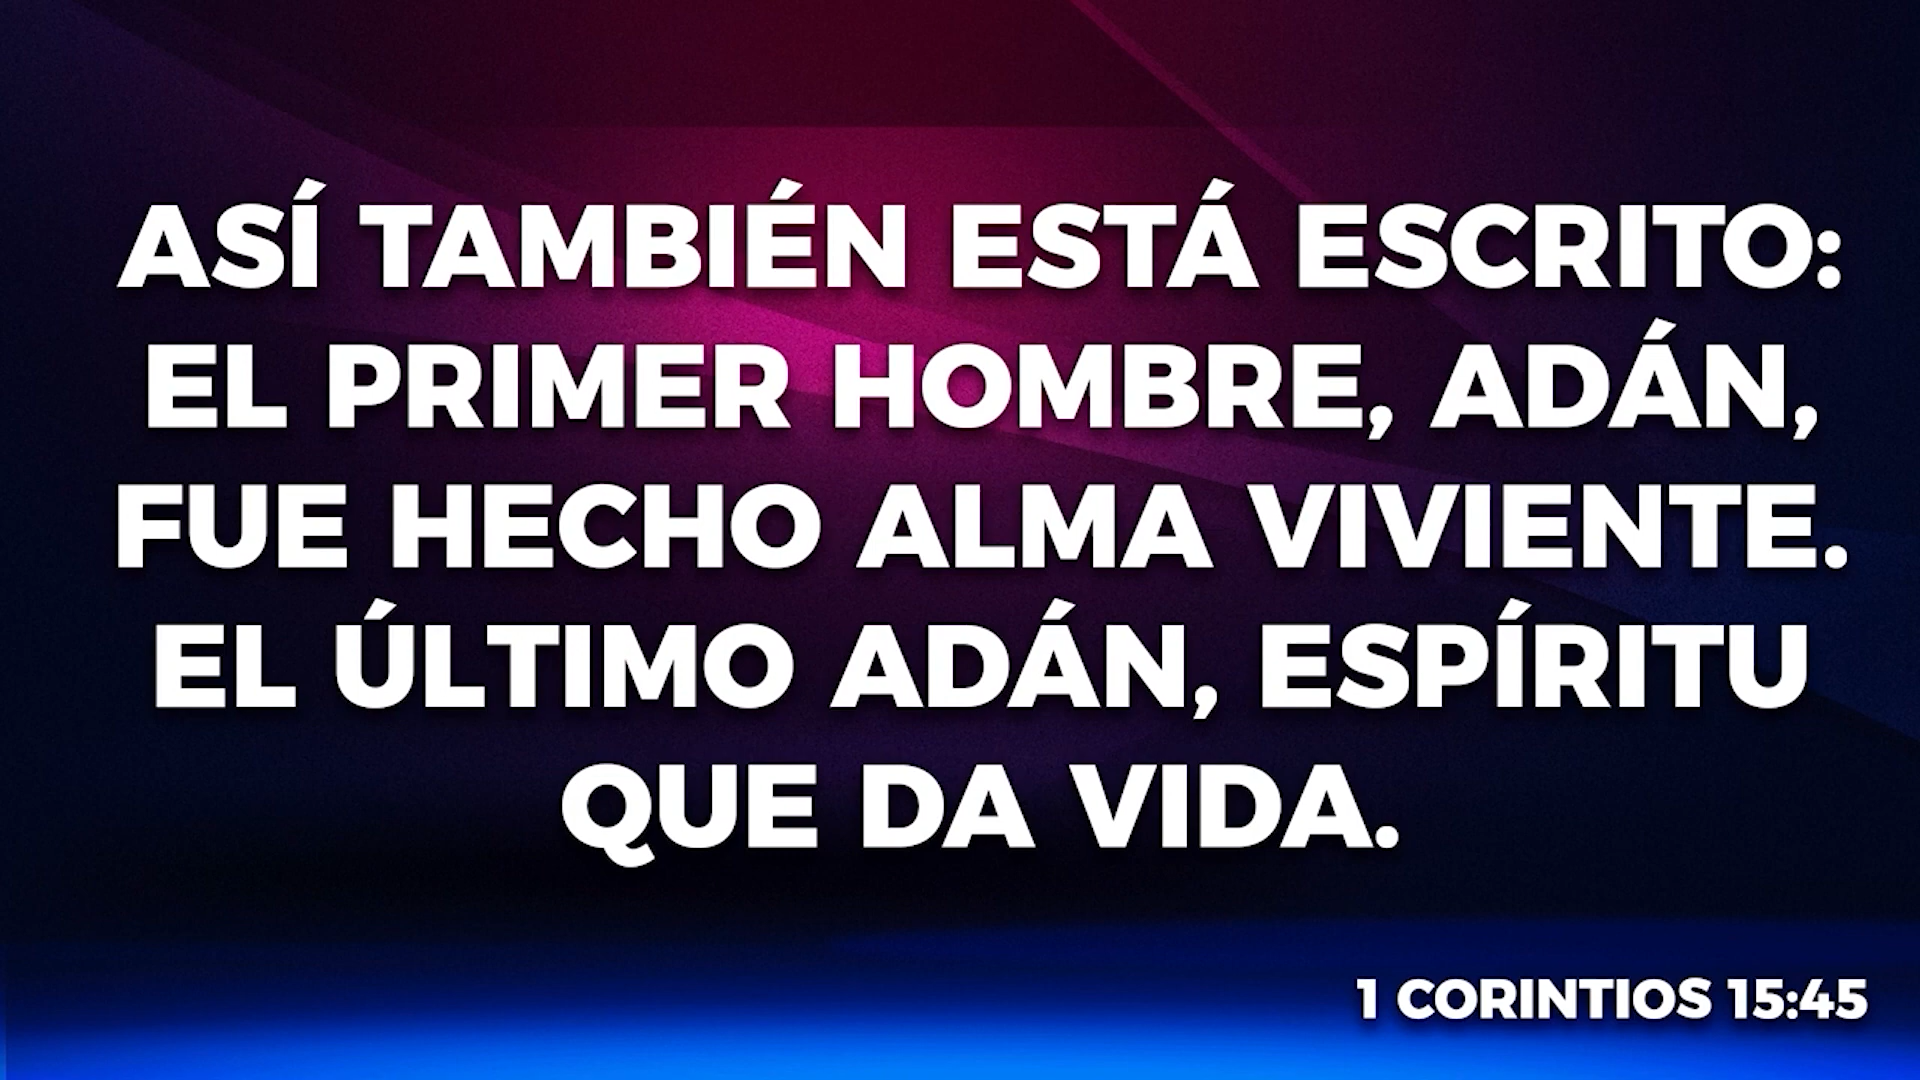 ASÍ TAMBIÉN ESTÁ ESCRITO:
EL PRIMER HOMBRE, ADÁN,
FUE HECHO ALMA VIVIENTE.
EL ÚLTIMO ADÁN, ESPÍRITU
QUE DA VIDA.
1 CORINTIOS 15:45